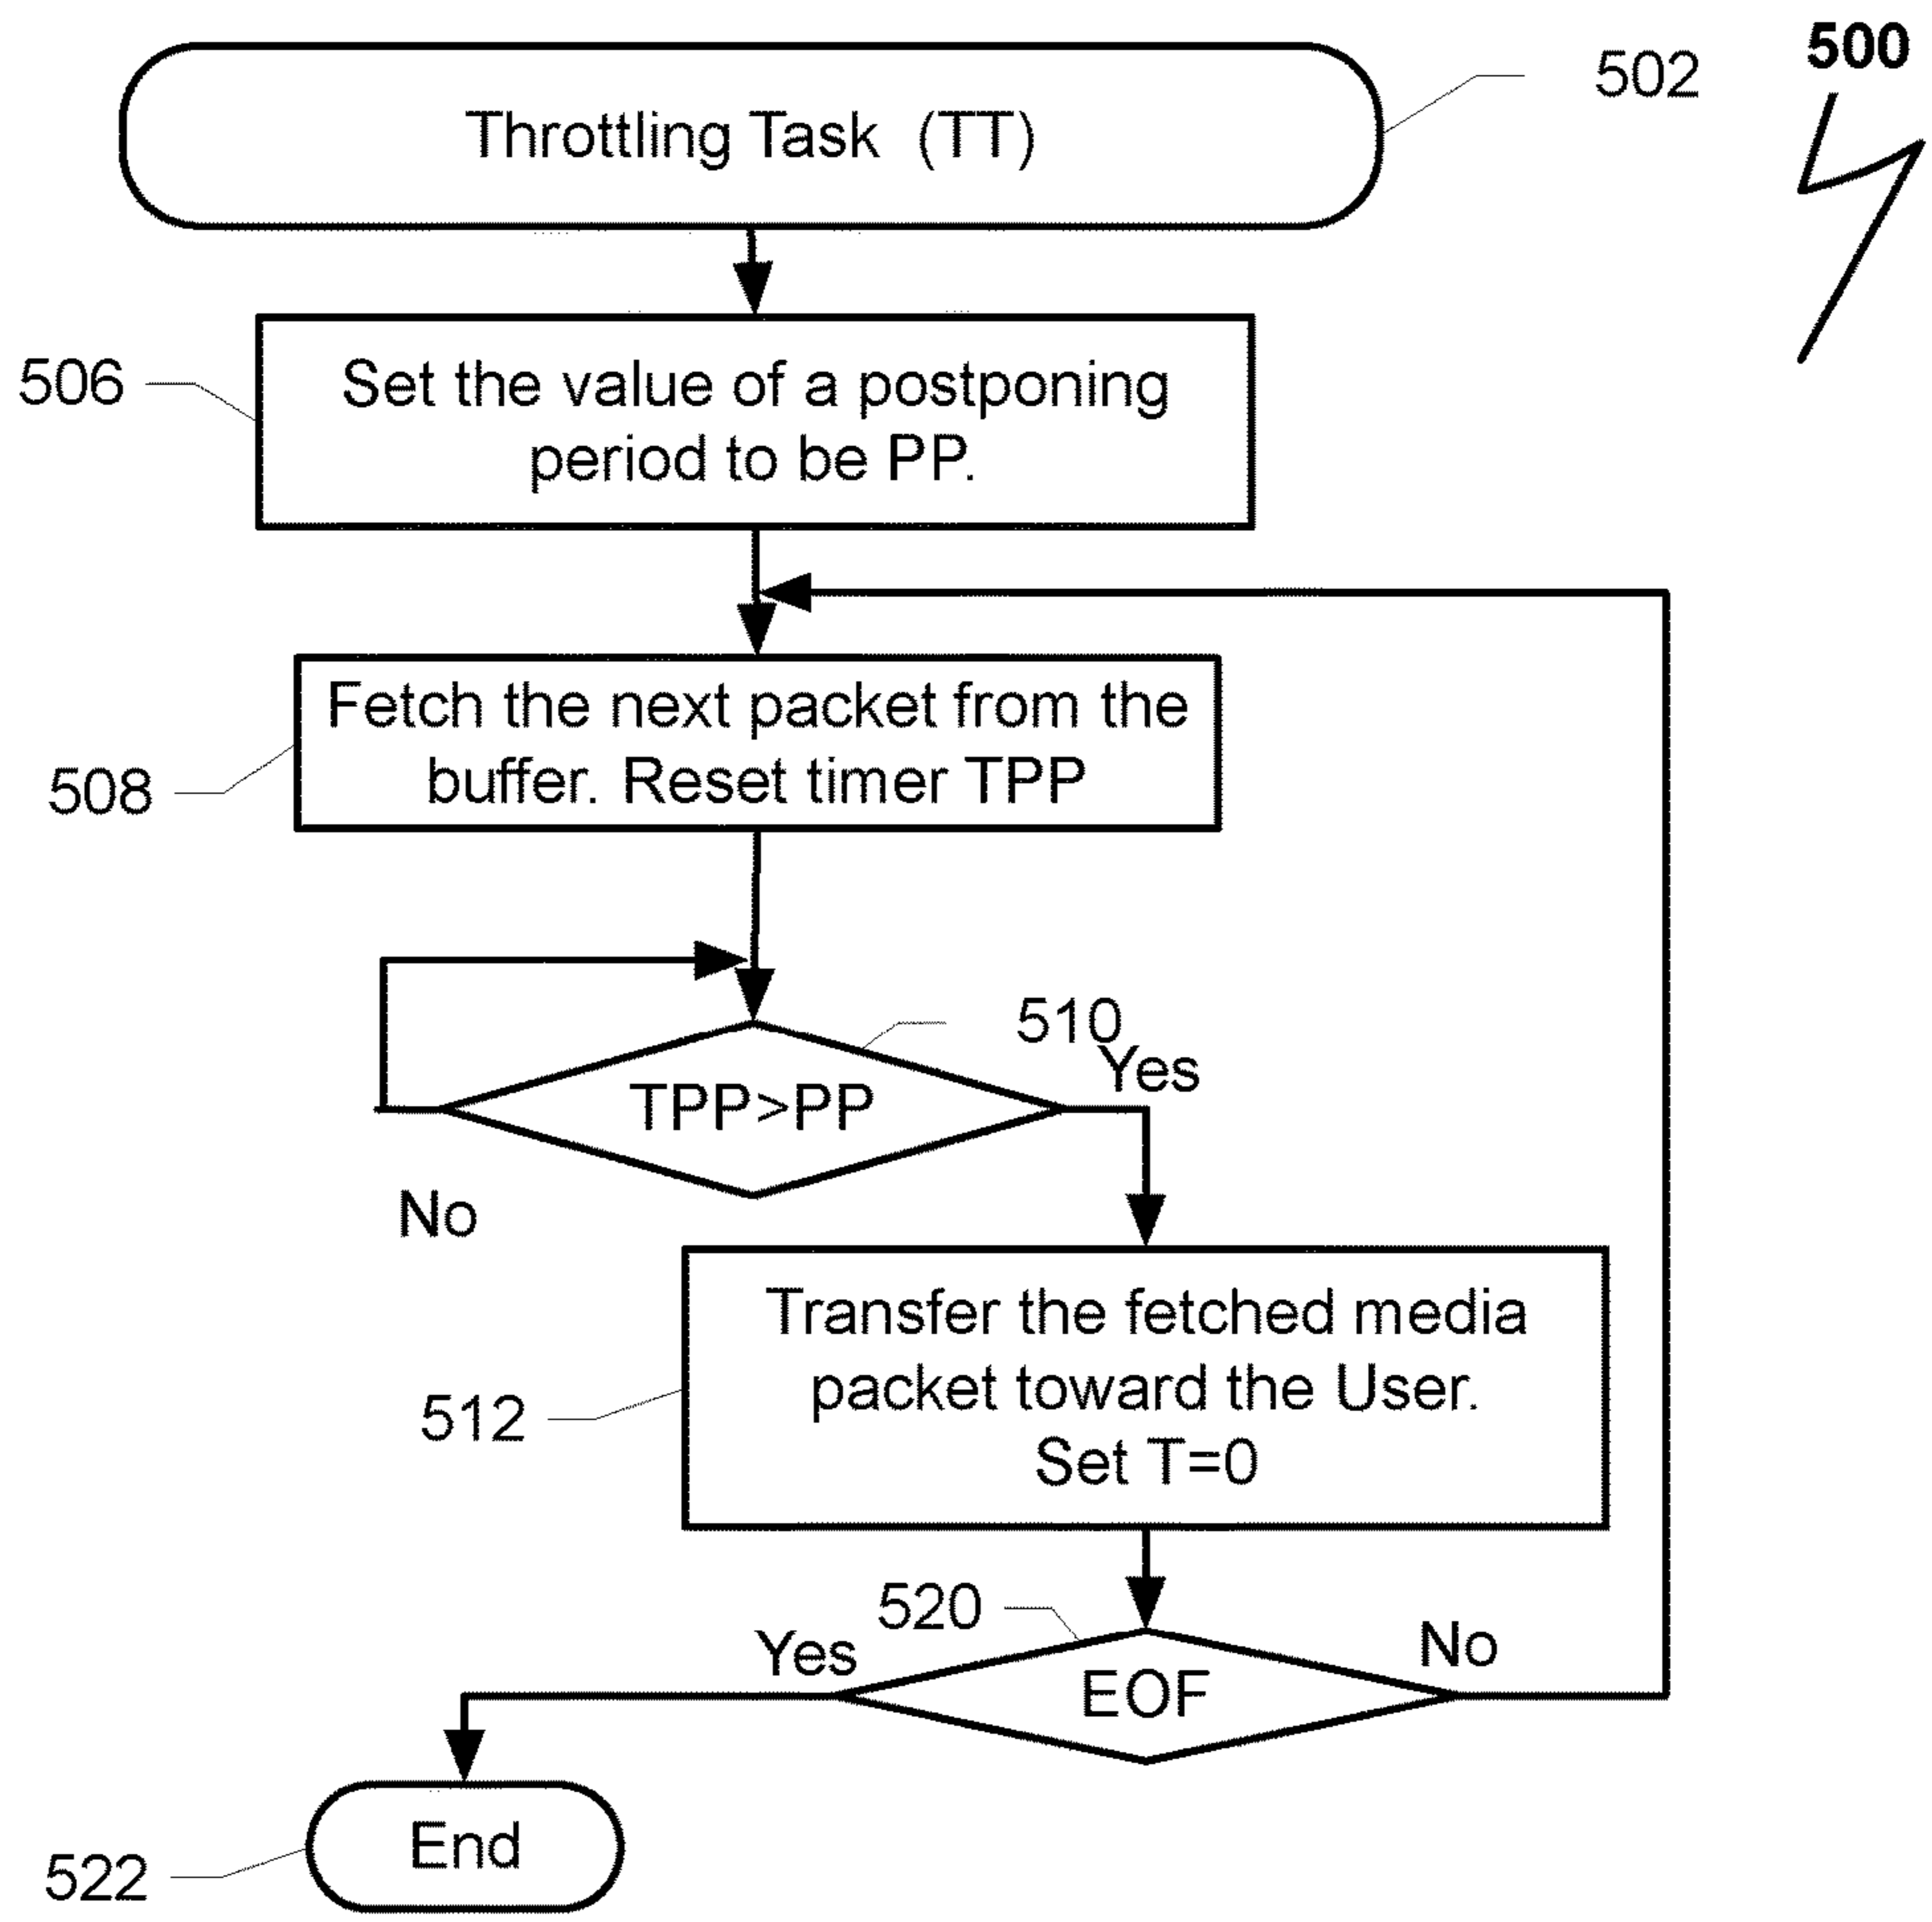 500
502
Throttling Task (TT)
506
Set the value of a postponing
period to be PP.
508
Fetch the next packet from the
buffer. Reset timer TPP
510
TPP>PP
Yes
No
512
Transfer the fetched media
packet toward the User.
Set T=0
520
EOF
Yes
No
522
End